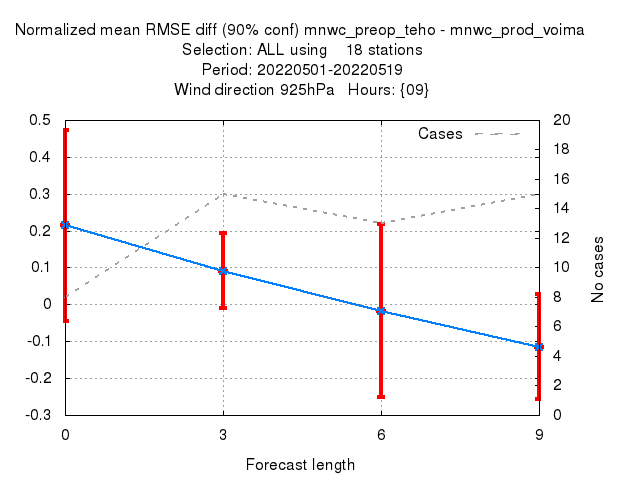 Normalized mean RMSE diff (90% conf) mnwc_preop_teho - mnwc_prod_voima
Selection: ALL using 18 stations
Period: 20220501-20220519
Wind direction 925hPa Hours: {09}
Cases
0.5
0.4
0.3
0.2
0.1
0
-0.1
-0.2
-0.3
20
18
16
14
12
10
8
6
4
2
0
No cases
0 3 6 9
Forecast length